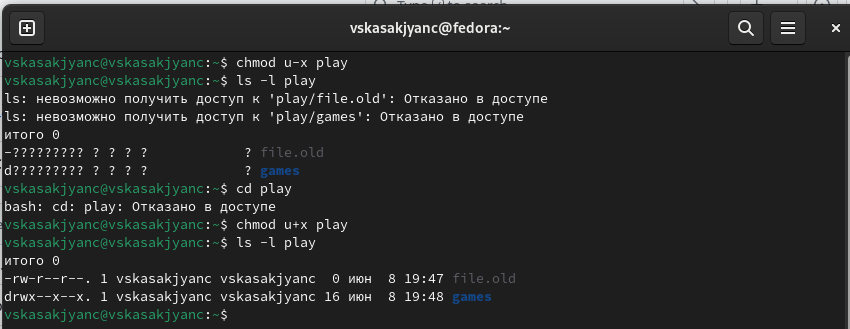 vskasakjyanc@fedora:~
vskasakjyanc@vskasakjyanc:~$ chmod u-x play
vskasakjyanc@vskasakjyanc:~$ ls -l play
ls: невозможно получить доступ к 'play/file.old': Отказано в доступе
ls: невозможно получить доступ к 'play/games': Отказано в доступе
итого 0
-????????? ? ? ? ?            ? file.old
d????????? ? ? ? ?            ? games
vskasakjyanc@vskasakjyanc:~$ cd play
bash: cd: play: Отказано в доступе
vskasakjyanc@vskasakjyanc:~$ chmod u+x play
vskasakjyanc@vskasakjyanc:~$ ls -l play
итого 0
-rw-r--r--. 1 vskasakjyanc vskasakjyanc  0 июн  8 19:47 file.old
drwx--x--x. 1 vskasakjyanc vskasakjyanc 16 июн  8 19:48 games
vskasakjyanc@vskasakjyanc:~$